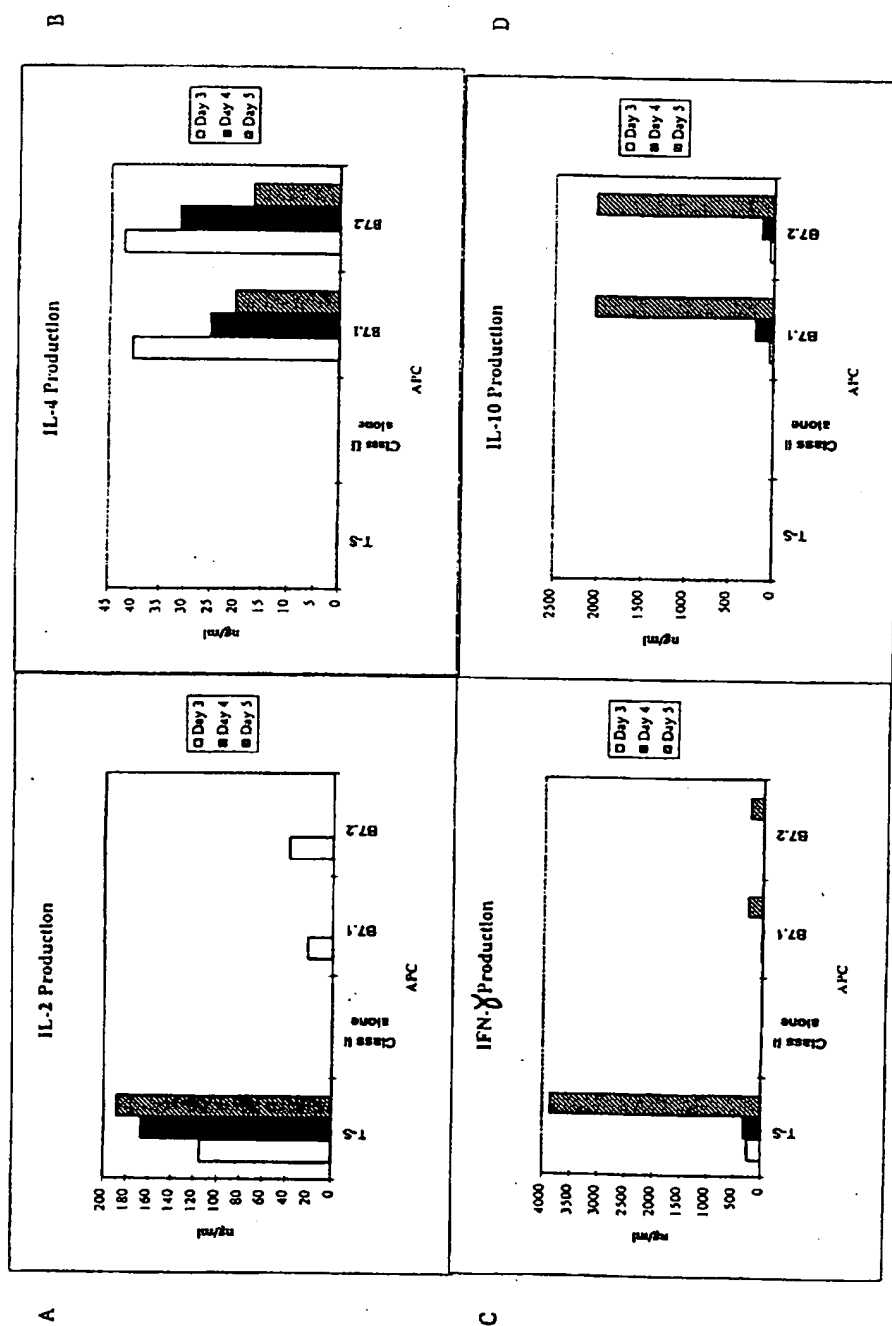 A
IL-2 Production
200
180
160
140
120
100
80
60
40
20
0
ng/ml
T-S
Class II
alone
B7.1
B7.2
APC
Day 3
Day 4
Day 5
B
IL-4 Production
45
40
35
30
25
20
15
10
5
0
ng/ml
T-S
Class II
alone
B7.1
B7.2
APC
Day 3
Day 4
Day 5
C
IFN-γ Production
4000
3500
3000
2500
2000
1500
1000
500
0
ng/ml
T-S
Class II
alone
B7.1
B7.2
APC
Day 3
Day 4
Day 5
D
IL-10 Production
2500
2000
1500
1000
500
0
ng/ml
T-S
Class II
alone
B7.1
B7.2
APC
Day 3
Day 4
Day 5